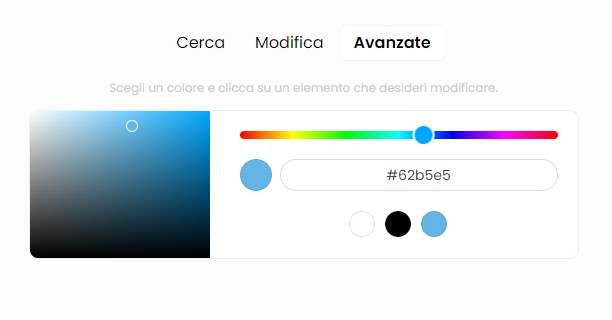 Cerca Modifica Avanzate
Scegli un colore e clicca su un elemento che desideri modificare.
#62b5e5